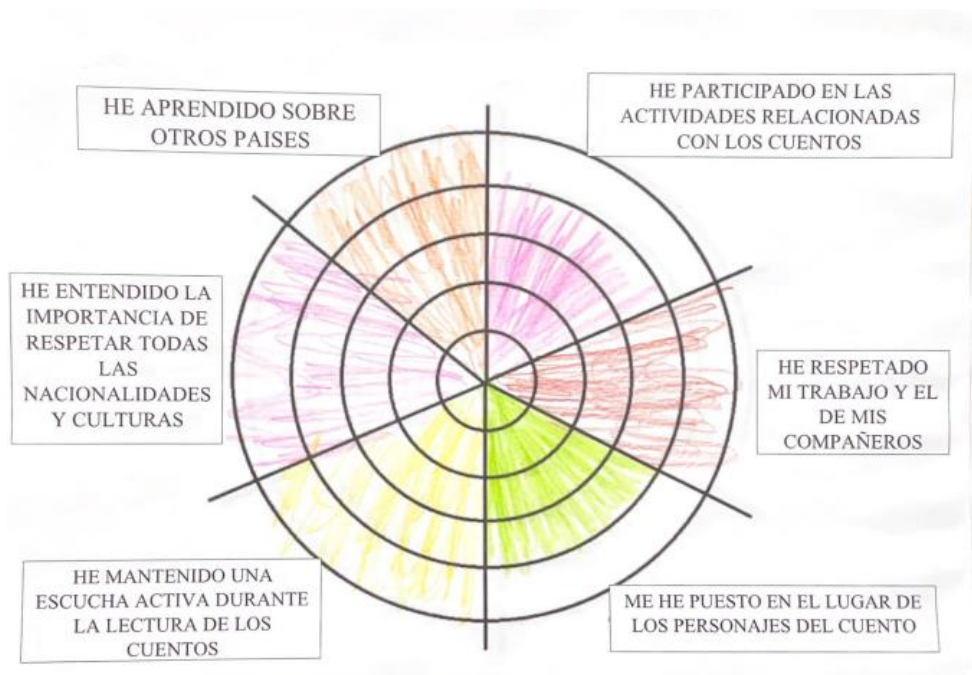 HE APRENDIDO SOBRE
OTROS PAISES
HE PARTICIPADO EN LAS
ACTIVIDADES RELACIONADAS
CON LOS CUENTOS
HE ENTENDIDO LA
IMPORTANCIA DE
RESPETAR TODAS
LAS
NACIONALIDADES
Y CULTURAS
HE RESPETADO
MI TRABAJO Y EL
DE MIS
COMPAÑEROS
HE MANTENIDO UNA
ESCUCHA ACTIVA DURANTE
LA LECTURA DE LOS
CUENTOS
ME HE PUESTO EN EL LUGAR DE
LOS PERSONAJES DEL CUENTO